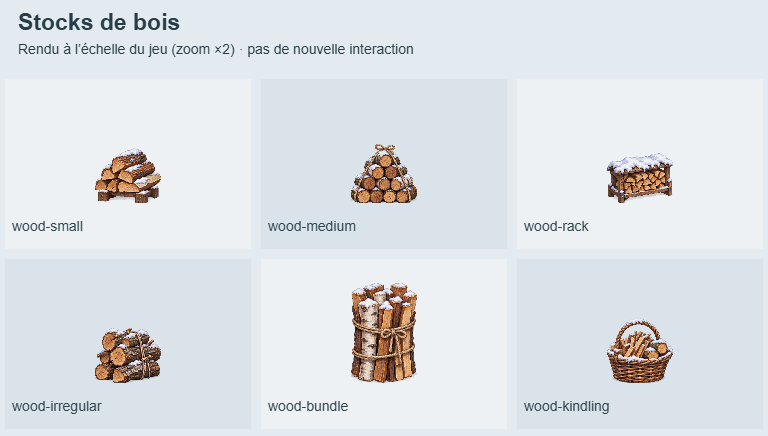 Stocks de bois
Rendu à l’échelle du jeu (zoom ×2) · pas de nouvelle interaction
wood-small
wood-medium
wood-rack
wood-irregular
wood-bundle
wood-kindling